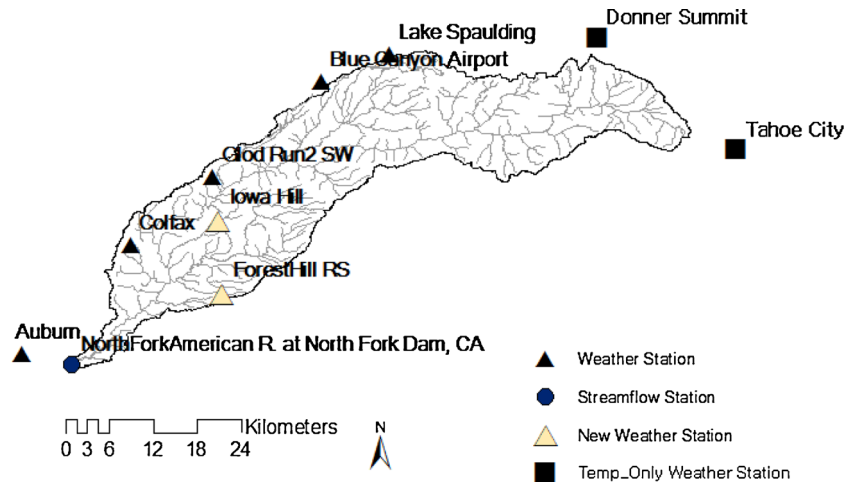 Donner Summit
Lake Spaulding
Blue Canyon Airport
Tahoe City
Glod Run2 SW
Iowa Hill
Colfax
ForestHill RS
Auburn
NorthForkAmerican R. at North Fork Dam, CA
Weather Station
Streamflow Station
New Weather Station
Temp_Only Weather Station
Kilometers
0 3 6 12 18 24
N